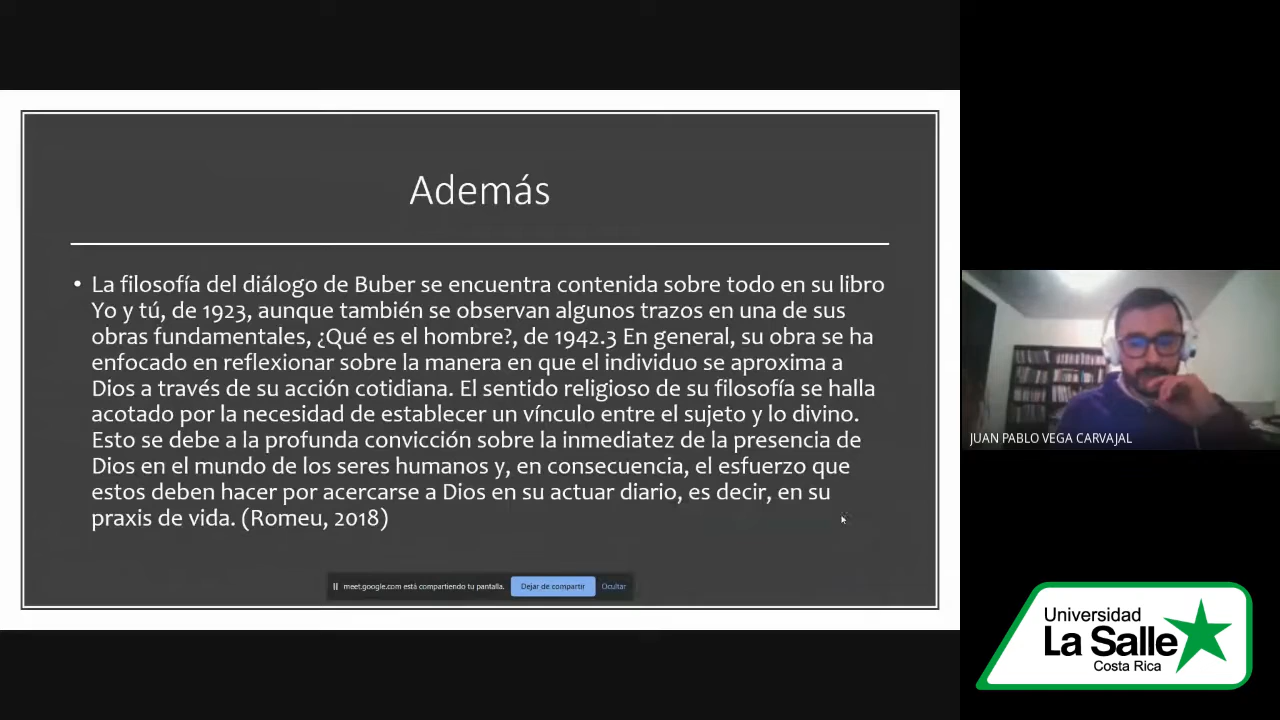 Además
• La filosofía del diálogo de Buber se encuentra contenida sobre todo en su libro
Yo y tú, de 1923, aunque también se observan algunos trazos en una de sus
obras fundamentales, ¿Qué es el hombre?, de 1942.3 En general, su obra se ha
enfocado en reflexionar sobre la manera en que el individuo se aproxima a
Dios a través de su acción cotidiana. El sentido religioso de su filosofía se halla
acotado por la necesidad de establecer un vínculo entre el sujeto y lo divino.
Esto se debe a la profunda convicción sobre la inmediatez de la presencia de
Dios en el mundo de los seres humanos y, en consecuencia, el esfuerzo que
estos deben hacer por acercarse a Dios en su actuar diario, es decir, en su
praxis de vida. (Romeu, 2018)
meet.google.com está compartiendo tu pantalla. Dejar de compartir Ocultar
JUAN PABLO VEGA CARVAJAL
Universidad
La Salle
Costa Rica